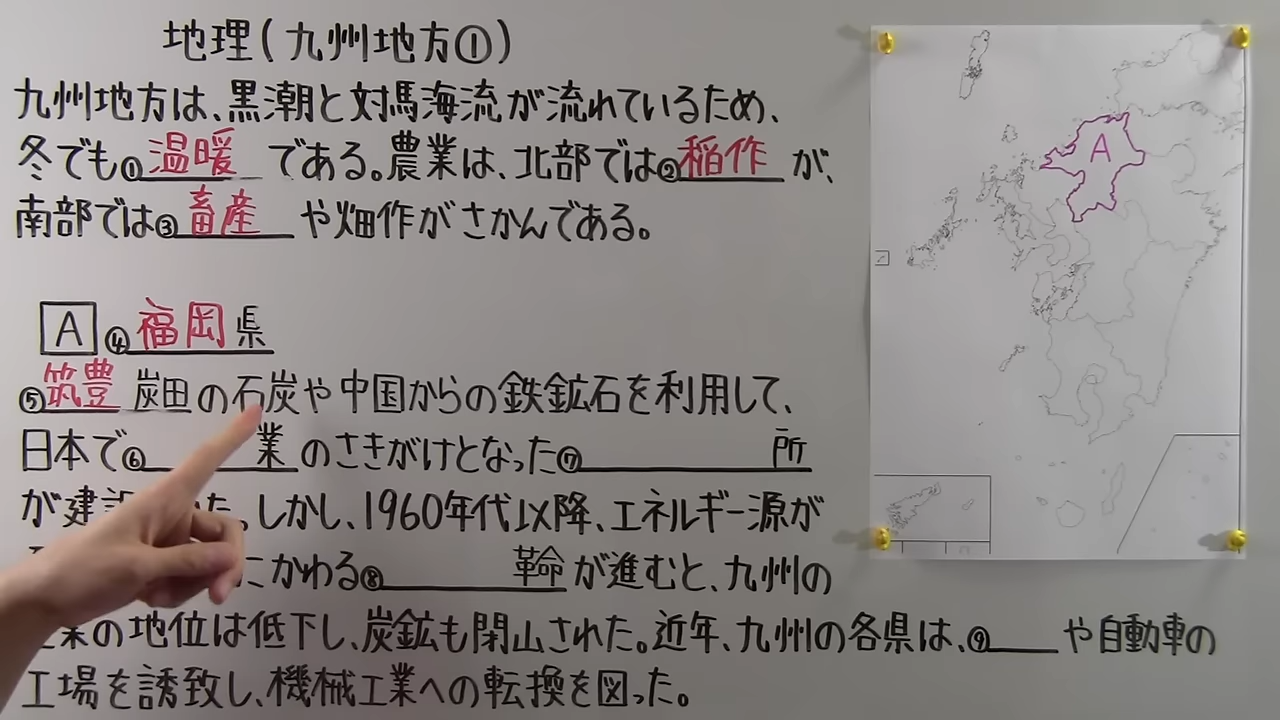 地理(九州地方①)
九州地方は、黒潮と対馬海流が流れているため、
冬でも①温暖である。農業は、北部では②稲作が、
南部では③畜産や畑作がさかんである。
A ④福岡県
⑤筑豊炭田の石炭や中国からの鉄鉱石を利用して、
日本で⑥ 業のさきがけとなった⑦ 所
が建 た。しかし、1960年代以降、エネルギー源が
にかわる⑧ 革命が進むと、九州の
業の地位は低下し、炭鉱も閉山された。近年、九州の各県は、⑨ や自動車の
工場を誘致し、機械工業への転換を図った。
A